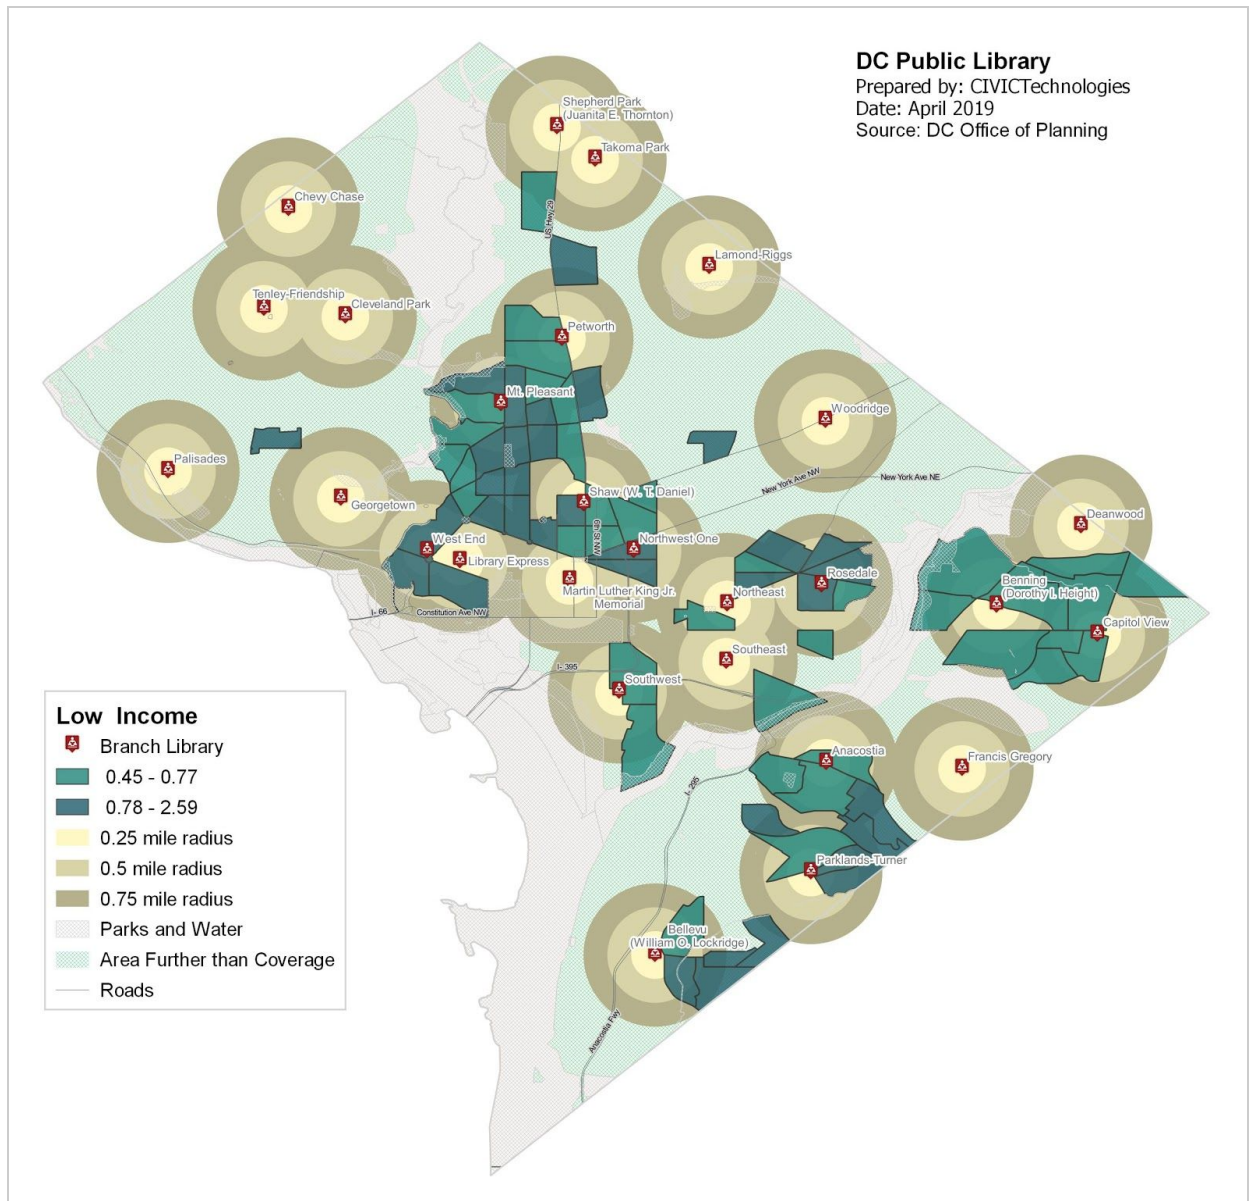 DC Public Library
Prepared by: CIVICTechnologies
Date: April 2019
Source: DC Office of Planning
Shepherd Park
(Juanita E. Thornton)
Takoma Park
Chevy Chase
US Hwy 29
Lamond-Riggs
Tenley-Friendship
Cleveland Park
Petworth
Mt. Pleasant
Woodridge
Palisades
Georgetown
New York Ave NW
New York Ave NE
Shaw (W. T. Daniel)
6th St NW
Deanwood
West End
Library Express
Northwest One
Martin Luther King Jr.
Memorial
Rosedale
Northeast
Benning
(Dorothy I. Height)
Capitol View
I- 66
Constitution Ave NW
Southeast
I- 395
Southwest
Anacostia
Francis Gregory
I- 295
Parklands-Turner
Bellevu
(William O. Lockridge)
Anacostia Fwy
Low Income
Branch Library
0.45 - 0.77
0.78 - 2.59
0.25 mile radius
0.5 mile radius
0.75 mile radius
Parks and Water
Area Further than Coverage
Roads